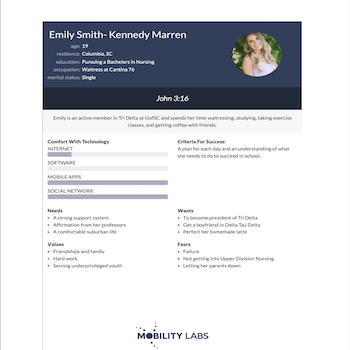 Emily Smith- Kennedy Marren
age: 19
residence: Columbia, SC
education: Pursuing a Bachelors in Nursing
occupation: Waitress at Cantina 76
marital status: Single
John 3:16
Emily is an active member in Tri Delta at UofSC and spends her time waitressing, studying, taking exercise
classes, and getting coffee with friends.
Comfort With Technology
INTERNET
SOFTWARE
MOBILE APPS
SOCIAL NETWORK
Criteria For Success:
A plan for each day and an understanding of what
she needs to do to succeed in school.
Needs
• A strong support system
• Affirmation from her professors
• A comfortable suburban life
Wants
• To become president of Tri Delta
• Get a boyfriend in Delta Tau Delta
• Perfect her homemade latte
Values
• Friendships and family
• Hard work
• Serving underprivileged youth
Fears
• Failure
• Not getting into Upper Division Nursing
• Letting her parents down
MOBILITY LABS